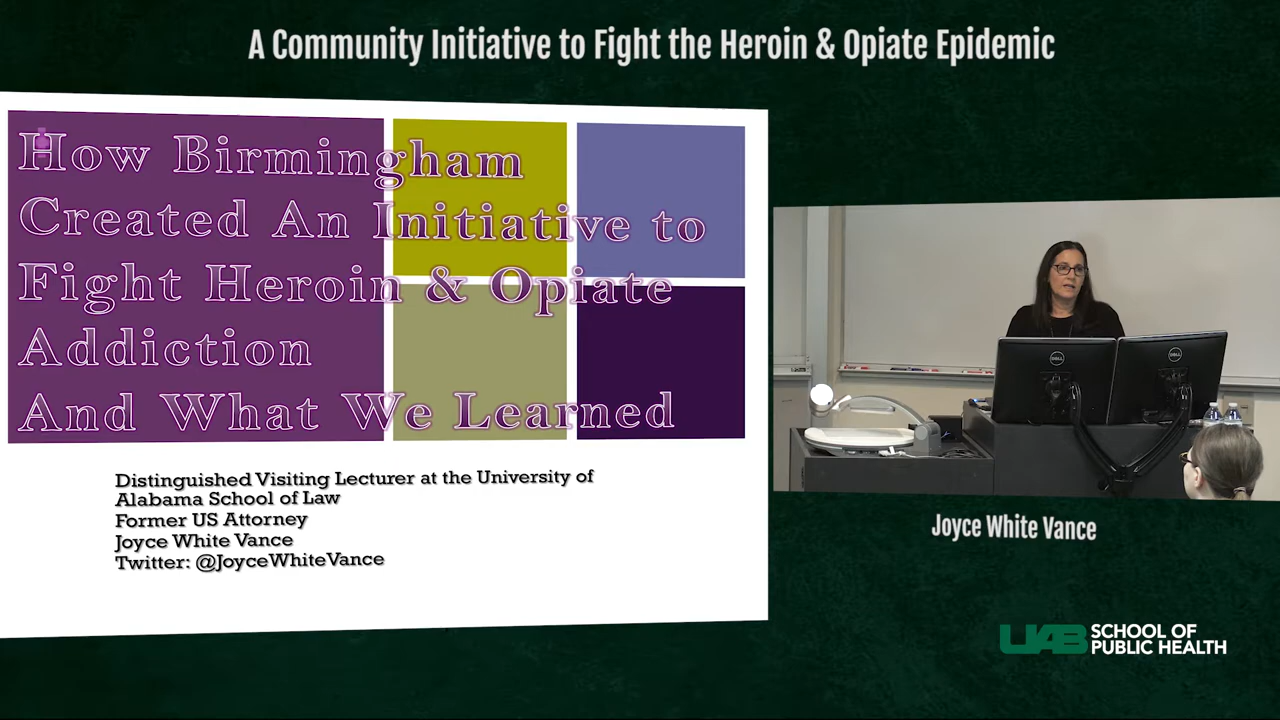 A Community Initiative to Fight the Heroin & Opiate Epidemic
How Birmingham
Created An Initiative to
Fight Heroin & Opiate
Addiction
And What We Learned
Distinguished Visiting Lecturer at the University of
Alabama School of Law
Former US Attorney
Joyce White Vance
Twitter: @JoyceWhiteVance
DELL
DELL
Joyce White Vance
UAB SCHOOL OF
PUBLIC HEALTH